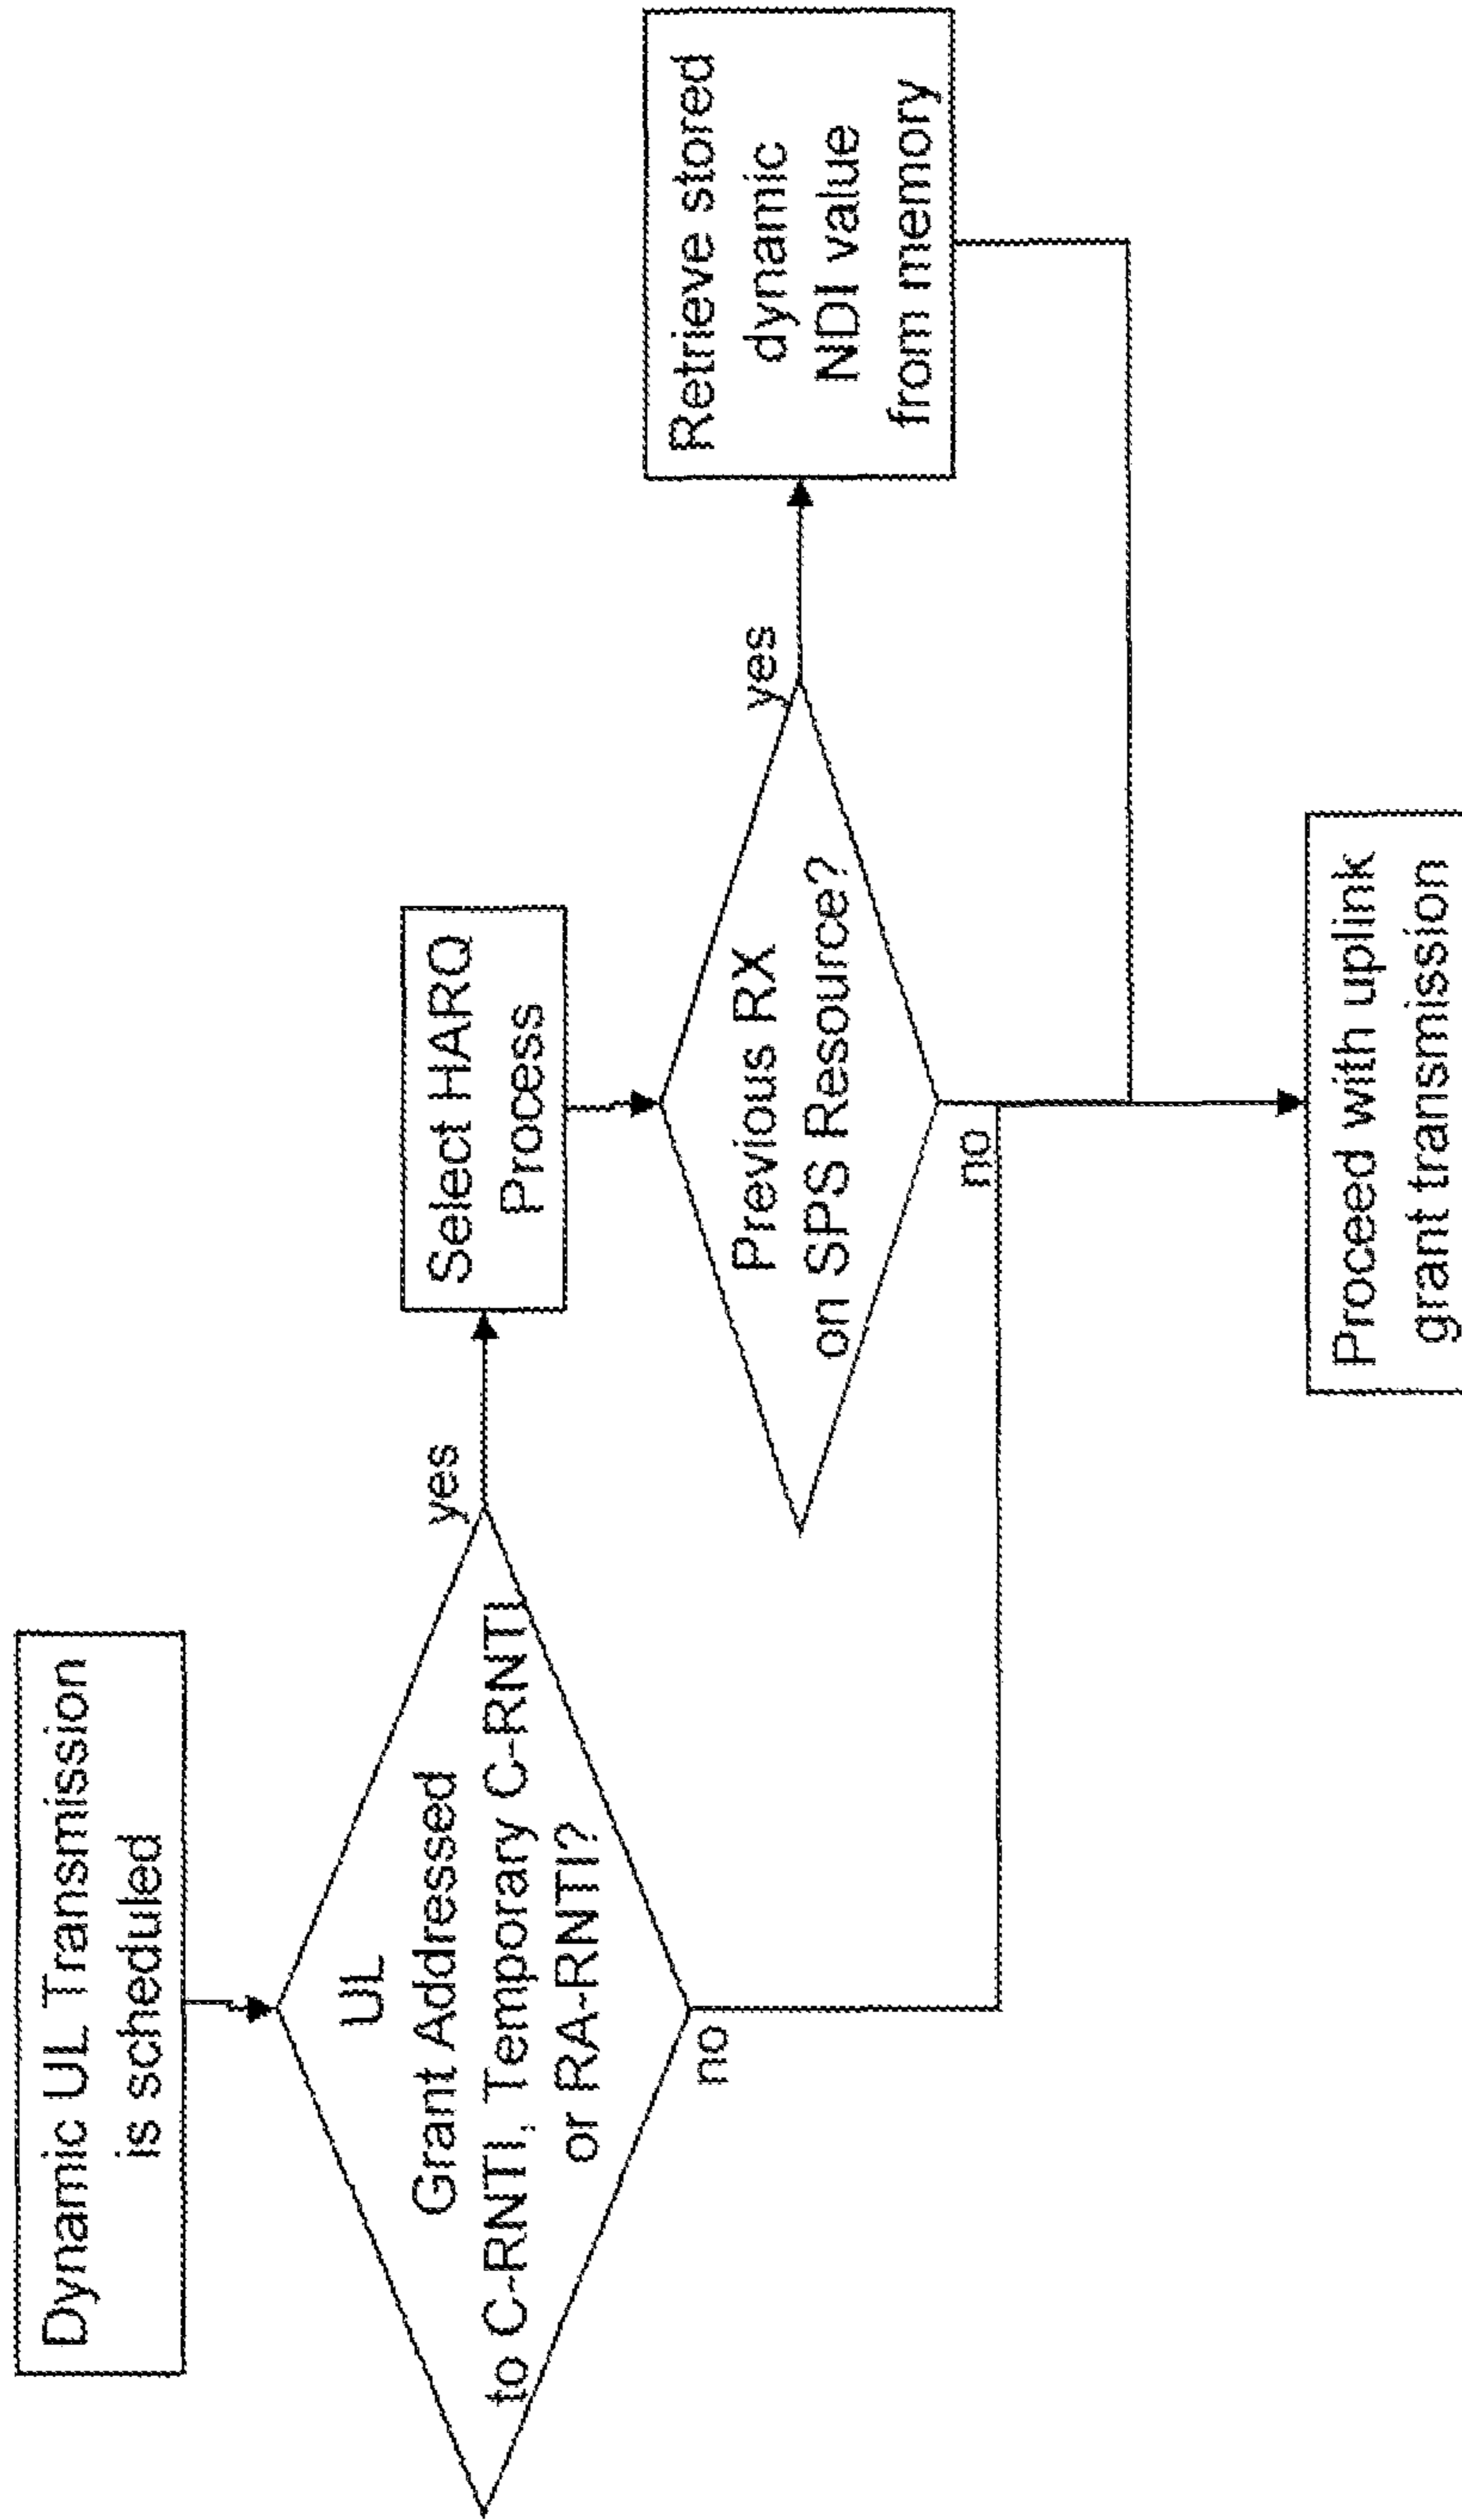 Dynamic UL Transmission
is scheduled
UL
Grant Addressed
to C-RNTI, Temporary C-RNTI
or RA-RNTI?
yes
no
Select HARQ
Process
Previous RX
on SPS Resource?
yes
no
Retrieve stored
dynamic
NDI value
from memory
Proceed with uplink
grant transmission